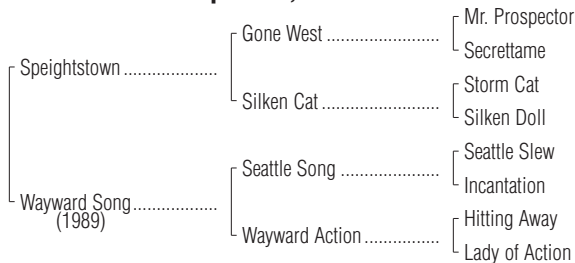 Gone West
Mr. Prospector
Secrettame
Speightstown
Silken Cat
Storm Cat
Silken Doll
Wayward Song
(1989)
Seattle Song
Seattle Slew
Incantation
Wayward Action
Hitting Away
Lady of Action